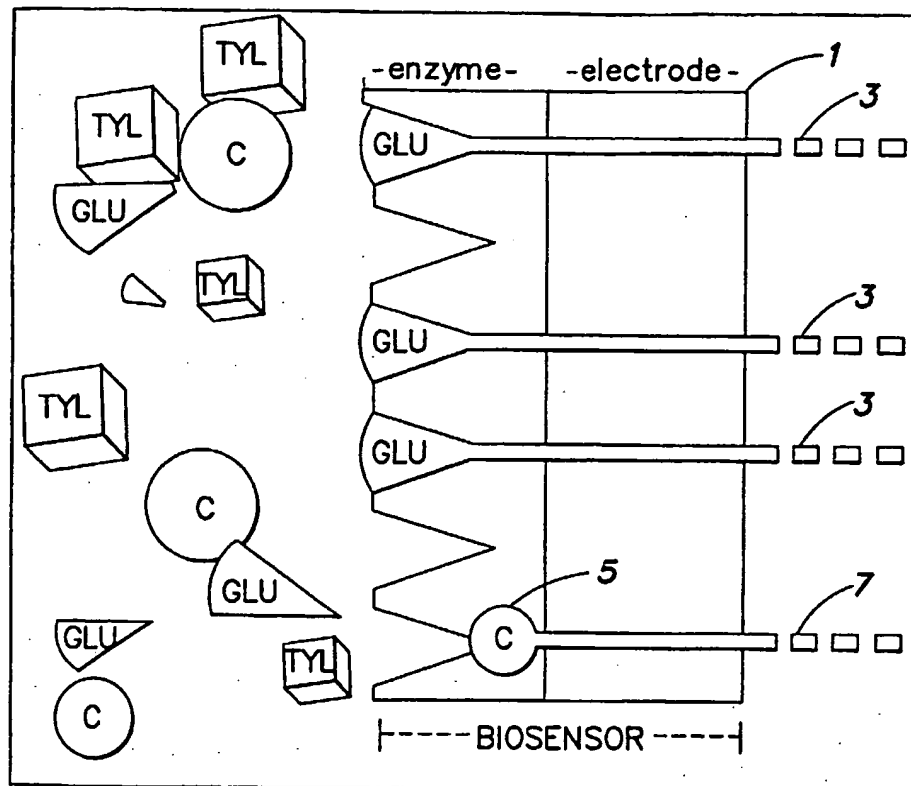 TYL
-enzyme-
-electrode-
1
3
TYL
C
GLU
GLU
TYL
3
GLU
3
TYL
GLU
C
GLU
5
7
GLU
TYL
C
C
|----BIOSENSOR-----|